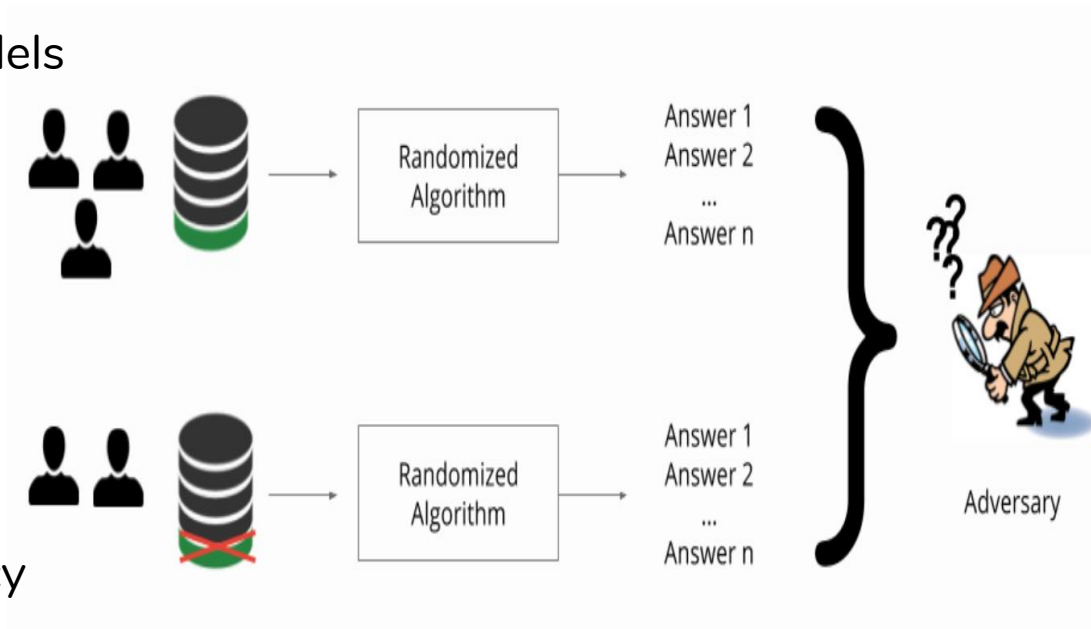 dels
Randomized
Algorithm
Answer 1
Answer 2
...
Answer n
? ? ? ?
Randomized
Algorithm
Answer 1
Answer 2
...
Answer n
Adversary
y